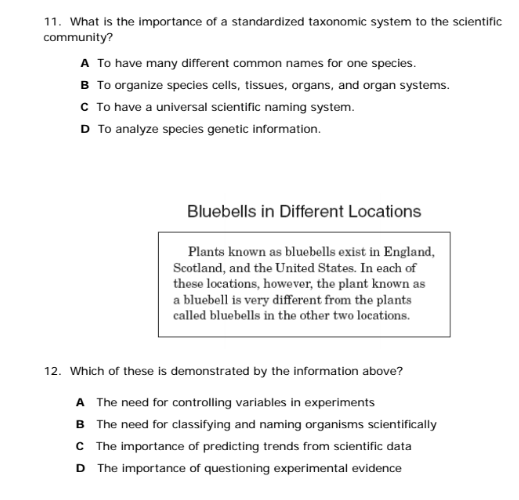 11. What is the importance of a standardized taxonomic system to the scientific
community?
A To have many different common names for one species.
B To organize species cells, tissues, organs, and organ systems.
C To have a universal scientific naming system.
D To analyze species genetic information.
Bluebells in Different Locations
Plants known as bluebells exist in England,
Scotland, and the United States. In each of
these locations, however, the plant known as
a bluebell is very different from the plants
called bluebells in the other two locations.
12. Which of these is demonstrated by the information above?
A The need for controlling variables in experiments
B The need for classifying and naming organisms scientifically
C The importance of predicting trends from scientific data
D The importance of questioning experimental evidence